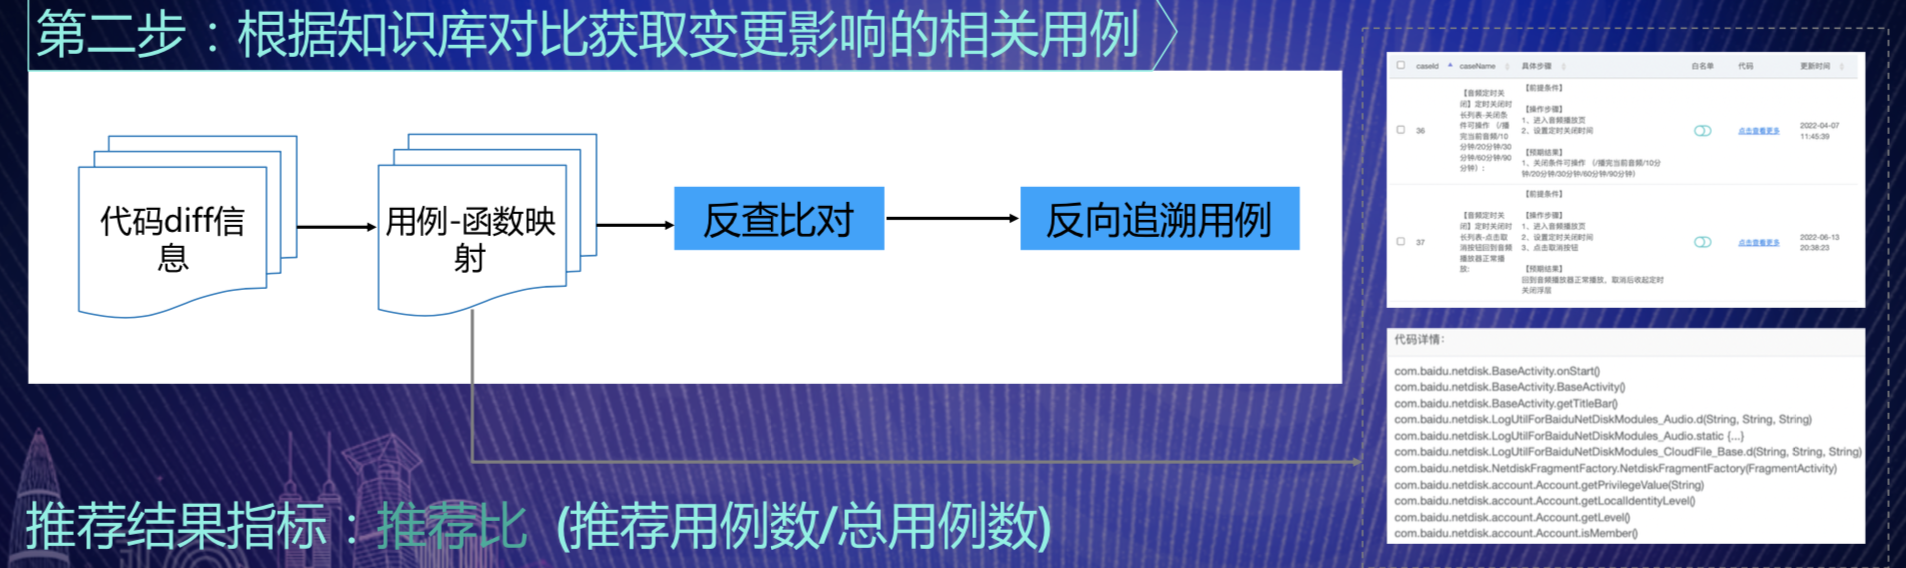 第二步：根据知识库对比获取变更影响的相关用例
代码diff信
息
用例-函数映
射
反查比对
反向追溯用例
推荐结果指标：推荐比 (推荐用例数/总用例数)
caseId caseName 具体步骤 白名单 代码 更新时间
36
【音频定时关
闭】定时关闭时
长列表-关闭条
件可操作（/播
完当前音频/10
分钟/20分钟/30
分钟/60分钟/90
分钟）：
【前提条件】
【操作步骤】
1、进入音频播放页
2、设置定时关闭时间
【预期结果】
1、关闭条件可操作（/播完当前音频/10分
钟/20分钟/30分钟/60分钟/90分钟）
点击查看更多
2022-04-07
11:45:39
37
【音频定时关
闭】定时关闭时
长列表-点击取
消按钮回到音频
播放器正常播
放:
【前提条件】
【操作步骤】
1、进入音频播放页
2、设置定时关闭时间
3、点击取消按钮
【预期结果】
回到音频播放器正常播放，取消后收起定时
关闭浮层
点击查看更多
2022-06-13
20:38:23
代码详情：
com.baidu.netdisk.BaseActivity.onStart()
com.baidu.netdisk.BaseActivity.BaseActivity()
com.baidu.netdisk.BaseActivity.getTitleBar()
com.baidu.netdisk.LogUtilForBaiduNetDiskModules_Audio.d(String, String, String)
com.baidu.netdisk.LogUtilForBaiduNetDiskModules_Audio.static {...}
com.baidu.netdisk.LogUtilForBaiduNetDiskModules_CloudFile_Base.d(String, String, String)
com.baidu.netdisk.NetdiskFragmentFactory.NetdiskFragmentFactory(FragmentActivity)
com.baidu.netdisk.account.Account.getPrivilegeValue(String)
com.baidu.netdisk.account.Account.getLocalIdentityLevel()
com.baidu.netdisk.account.Account.getLevel()
com.baidu.netdisk.account.Account.isMember()